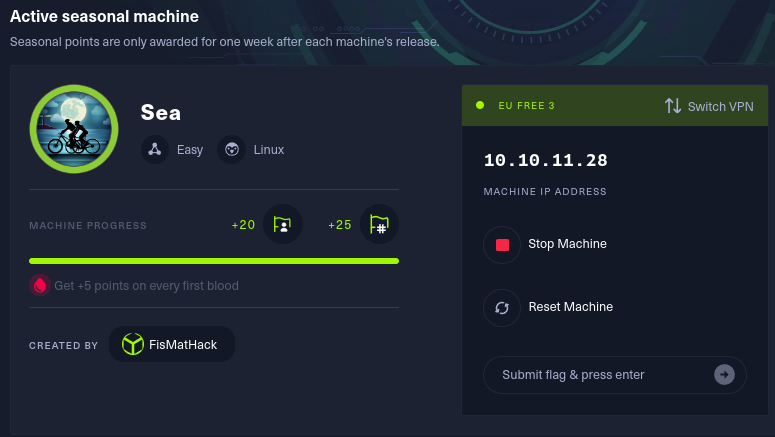 Active seasonal machine
Seasonal points are only awarded for one week after each machine's release.
Sea
Easy Linux
MACHINE PROGRESS +20 +25
Get +5 points on every first blood
CREATED BY FisMatHack
EU FREE 3 Switch VPN
10.10.11.28
MACHINE IP ADDRESS
Stop Machine
Reset Machine
Submit flag & press enter